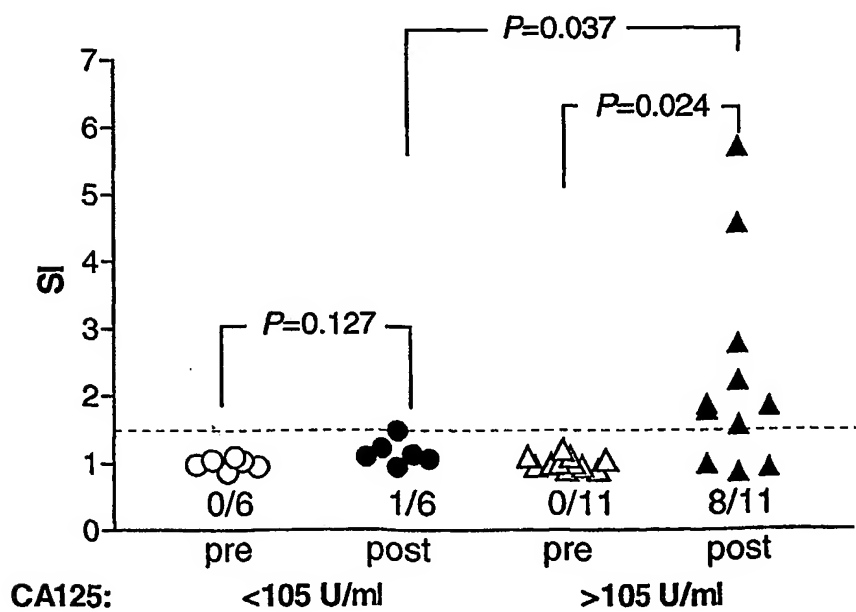 P=0.037
7
P=0.024
6
5
4
SI
P=0.127
3
2
1
0/6 1/6 0/11 8/11
0
pre post pre post
CA125: <105 U/ml >105 U/ml